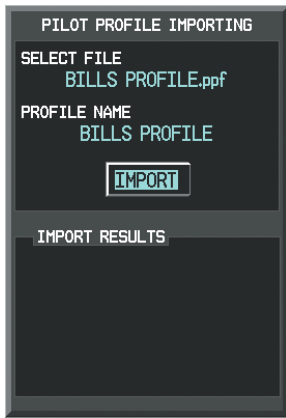 PILOT PROFILE IMPORTING
SELECT FILE
BILLS PROFILE.ppf
PROFILE NAME
BILLS PROFILE
IMPORT
IMPORT RESULTS